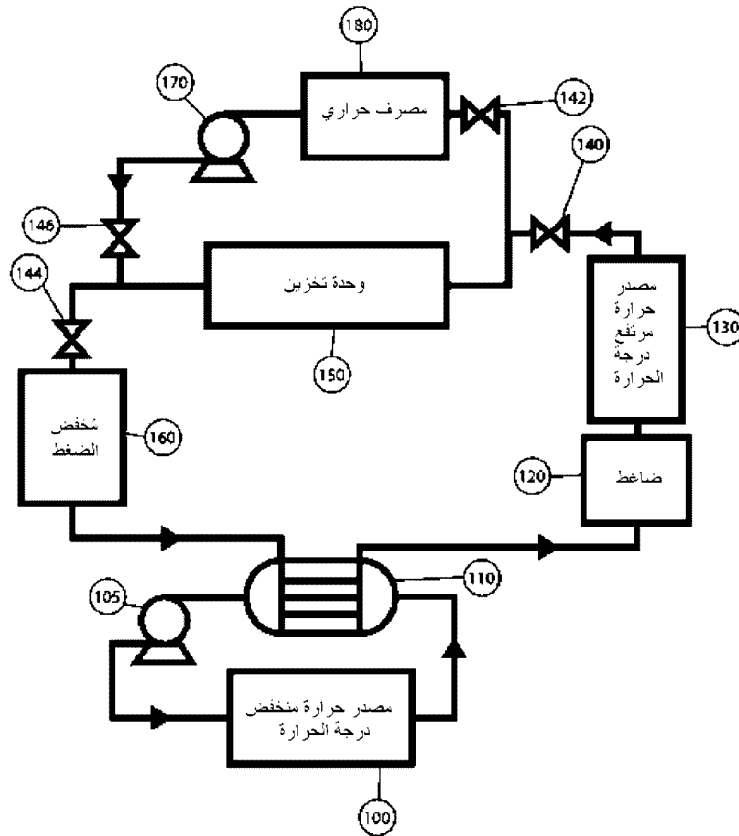 180
170
مصرف حراري
142
140
146
144
وحدة تخزين
مصدر
حرارة
مرتفع
درجة
الحرارة
130
150
مُخفض
الضغط
160
120
ضاغط
110
105
مصدر حرارة منخفض
درجة الحرارة
100